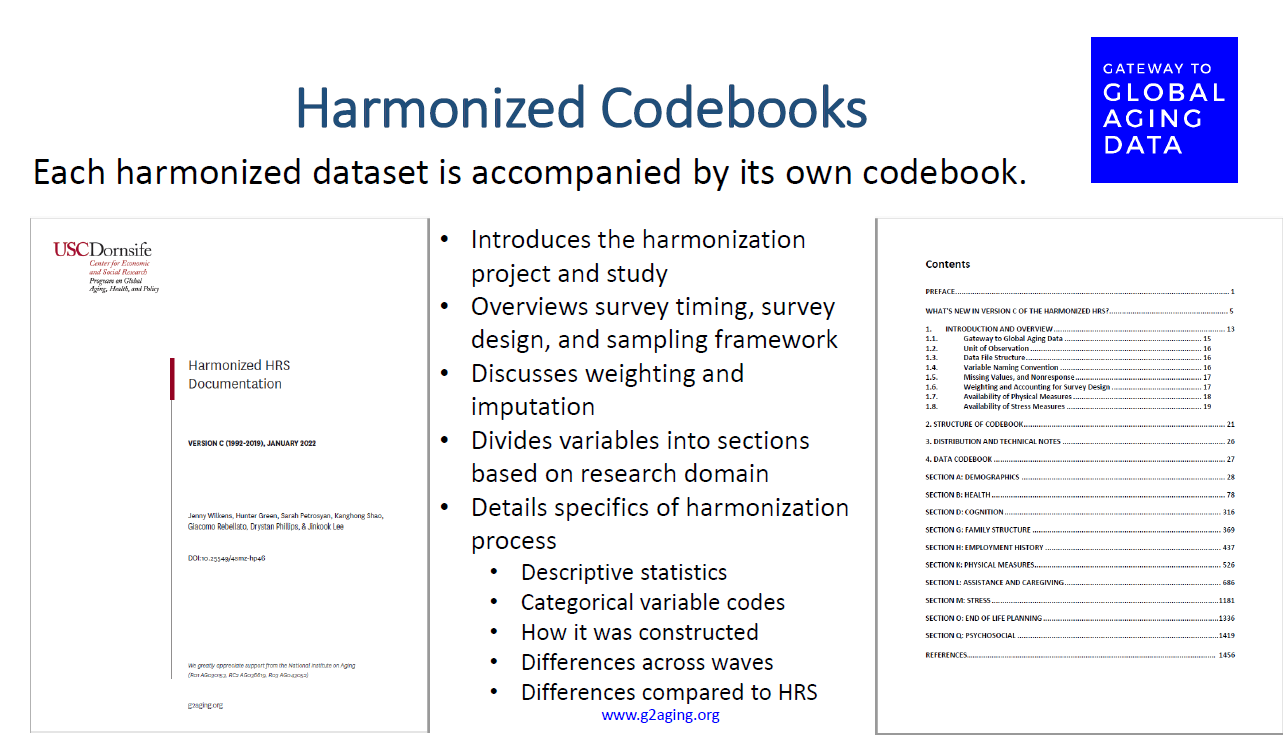 GATEWAY TO
GLOBAL
AGING
DATA
Harmonized Codebooks
Each harmonized dataset is accompanied by its own codebook.
USCDornsife
Center for Economic
and Social Research
Program on Global
Aging, Health, and Policy
Harmonized HRS
Documentation
VERSION C (1992-2019), JANUARY 2022
Jenny Wilkens, Hunter Green, Sarah Petrosyan, Kanghong Shao,
Giacomo Rebellato, Drystan Phillips, & Jinkook Lee
DOI:10.25549/
We greatly appreciate support from the National Institute on Aging
g2aging.org
• Introduces the harmonization
project and study
• Overviews survey timing, survey
design, and sampling framework
• Discusses weighting and
imputation
• Divides variables into sections
based on research domain
• Details specifics of harmonization
process
• Descriptive statistics
• Categorical variable codes
• How it was constructed
• Differences across waves
• Differences compared to HRS
www.g2aging.org
Contents
PREFACE 1
WHAT'S NEW IN VERSION C OF THE HARMONIZED HRS? 5
1. INTRODUCTION AND OVERVIEW 13
1.1. Gateway to Global Aging Data 15
1.2. Unit of Observation 16
1.3. Data File Structure 16
1.4. Variable Naming Convention 16
1.5. Missing Values, and Nonresponse 17
1.6. Weighting and Accounting for Survey Design 17
1.7. Availability of Physical Measures 18
1.8. Availability of Stress Measures 19
2. STRUCTURE OF CODEBOOK 21
3. DISTRIBUTION AND TECHNICAL NOTES 26
4. DATA CODEBOOK 27
SECTION A: DEMOGRAPHICS 28
SECTION B: HEALTH 78
SECTION D: COGNITION 316
SECTION G: FAMILY STRUCTURE 369
SECTION H: EMPLOYMENT HISTORY 437
SECTION K: PHYSICAL MEASURES 526
SECTION L: ASSISTANCE AND CAREGIVING 686
SECTION M: STRESS 1181
SECTION O: END OF LIFE PLANNING 1336
SECTION Q: PSYCHOSOCIAL 1419
REFERENCES 1456